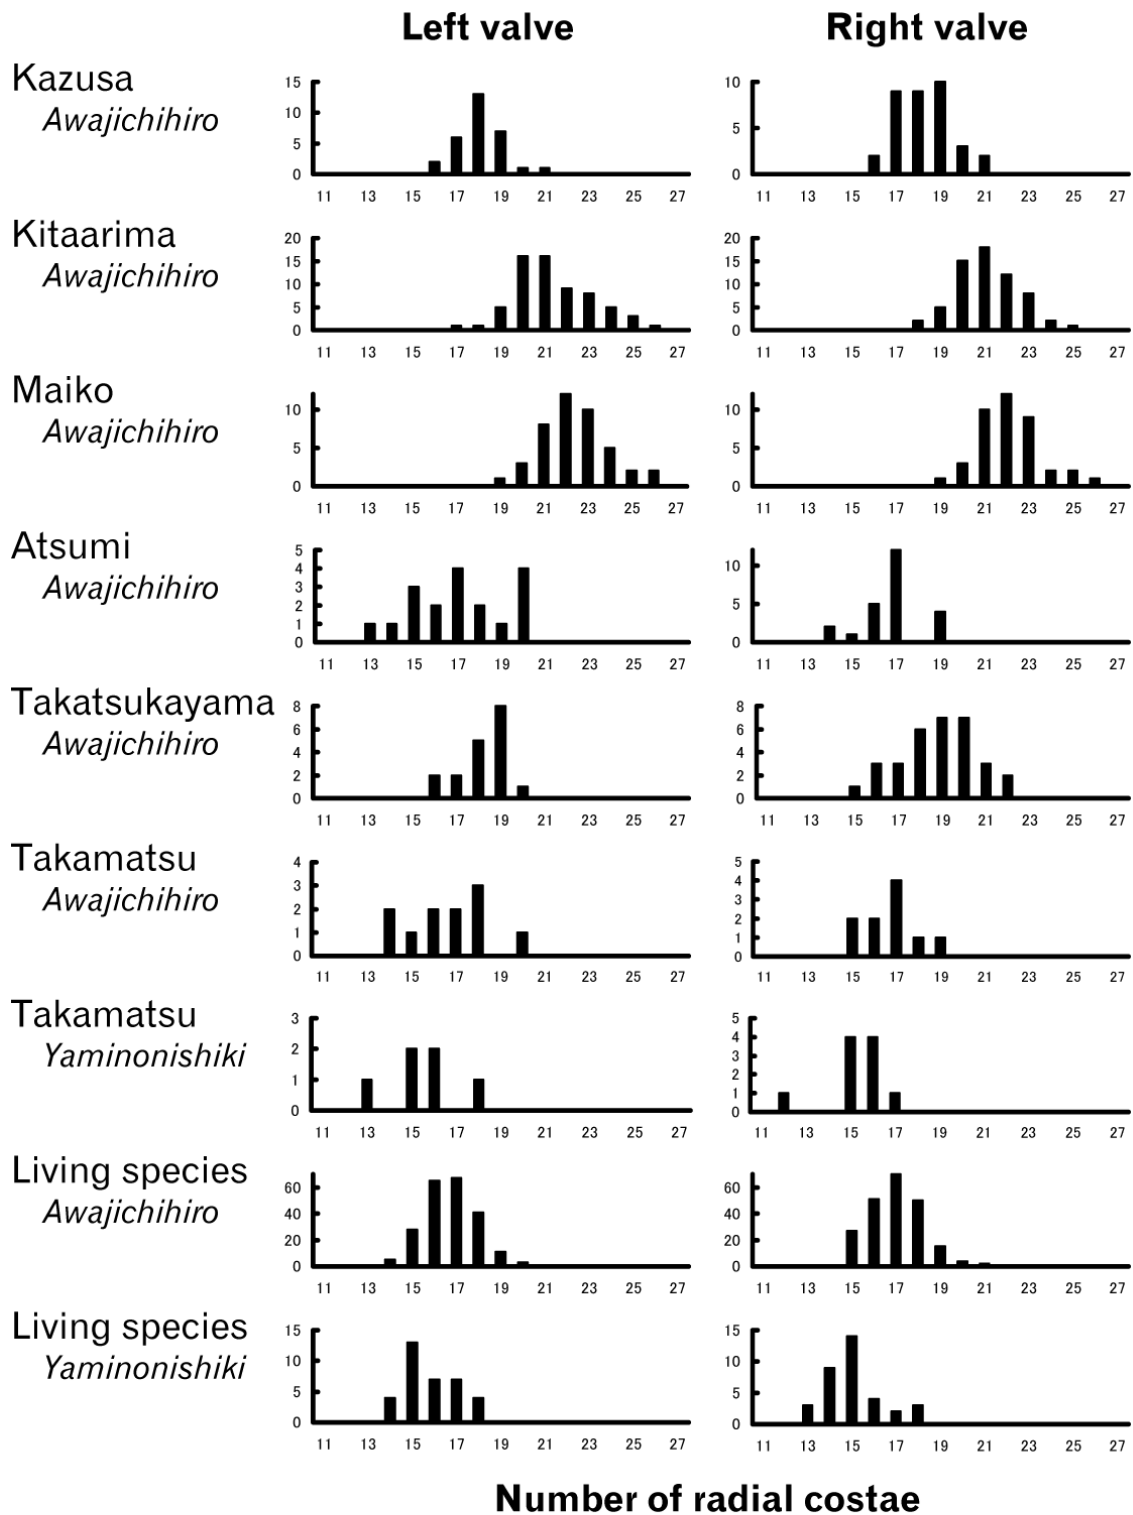 Left valve Right valve
Kazusa
Awajichihiro
15 10 5 0
11 13 15 17 19 21 23 25 27
10 5 0
11 13 15 17 19 21 23 25 27
Kitaarima
Awajichihiro
20 15 10 5 0
11 13 15 17 19 21 23 25 27
20 15 10 5 0
11 13 15 17 19 21 23 25 27
Maiko
Awajichihiro
10 5 0
11 13 15 17 19 21 23 25 27
10 5 0
11 13 15 17 19 21 23 25 27
Atsumi
Awajichihiro
5 4 3 2 1 0
11 13 15 17 19 21 23 25 27
10 5 0
11 13 15 17 19 21 23 25 27
Takatsukayama
Awajichihiro
8 6 4 2 0
11 13 15 17 19 21 23 25 27
8 6 4 2 0
11 13 15 17 19 21 23 25 27
Takamatsu
Awajichihiro
4 3 2 1 0
11 13 15 17 19 21 23 25 27
5 4 3 2 1 0
11 13 15 17 19 21 23 25 27
Takamatsu
Yaminonishiki
3 2 1 0
11 13 15 17 19 21 23 25 27
5 4 3 2 1 0
11 13 15 17 19 21 23 25 27
Living species
Awajichihiro
60 40 20 0
11 13 15 17 19 21 23 25 27
60 40 20 0
11 13 15 17 19 21 23 25 27
Living species
Yaminonishiki
15 10 5 0
11 13 15 17 19 21 23 25 27
15 10 5 0
11 13 15 17 19 21 23 25 27
Number of radial costae